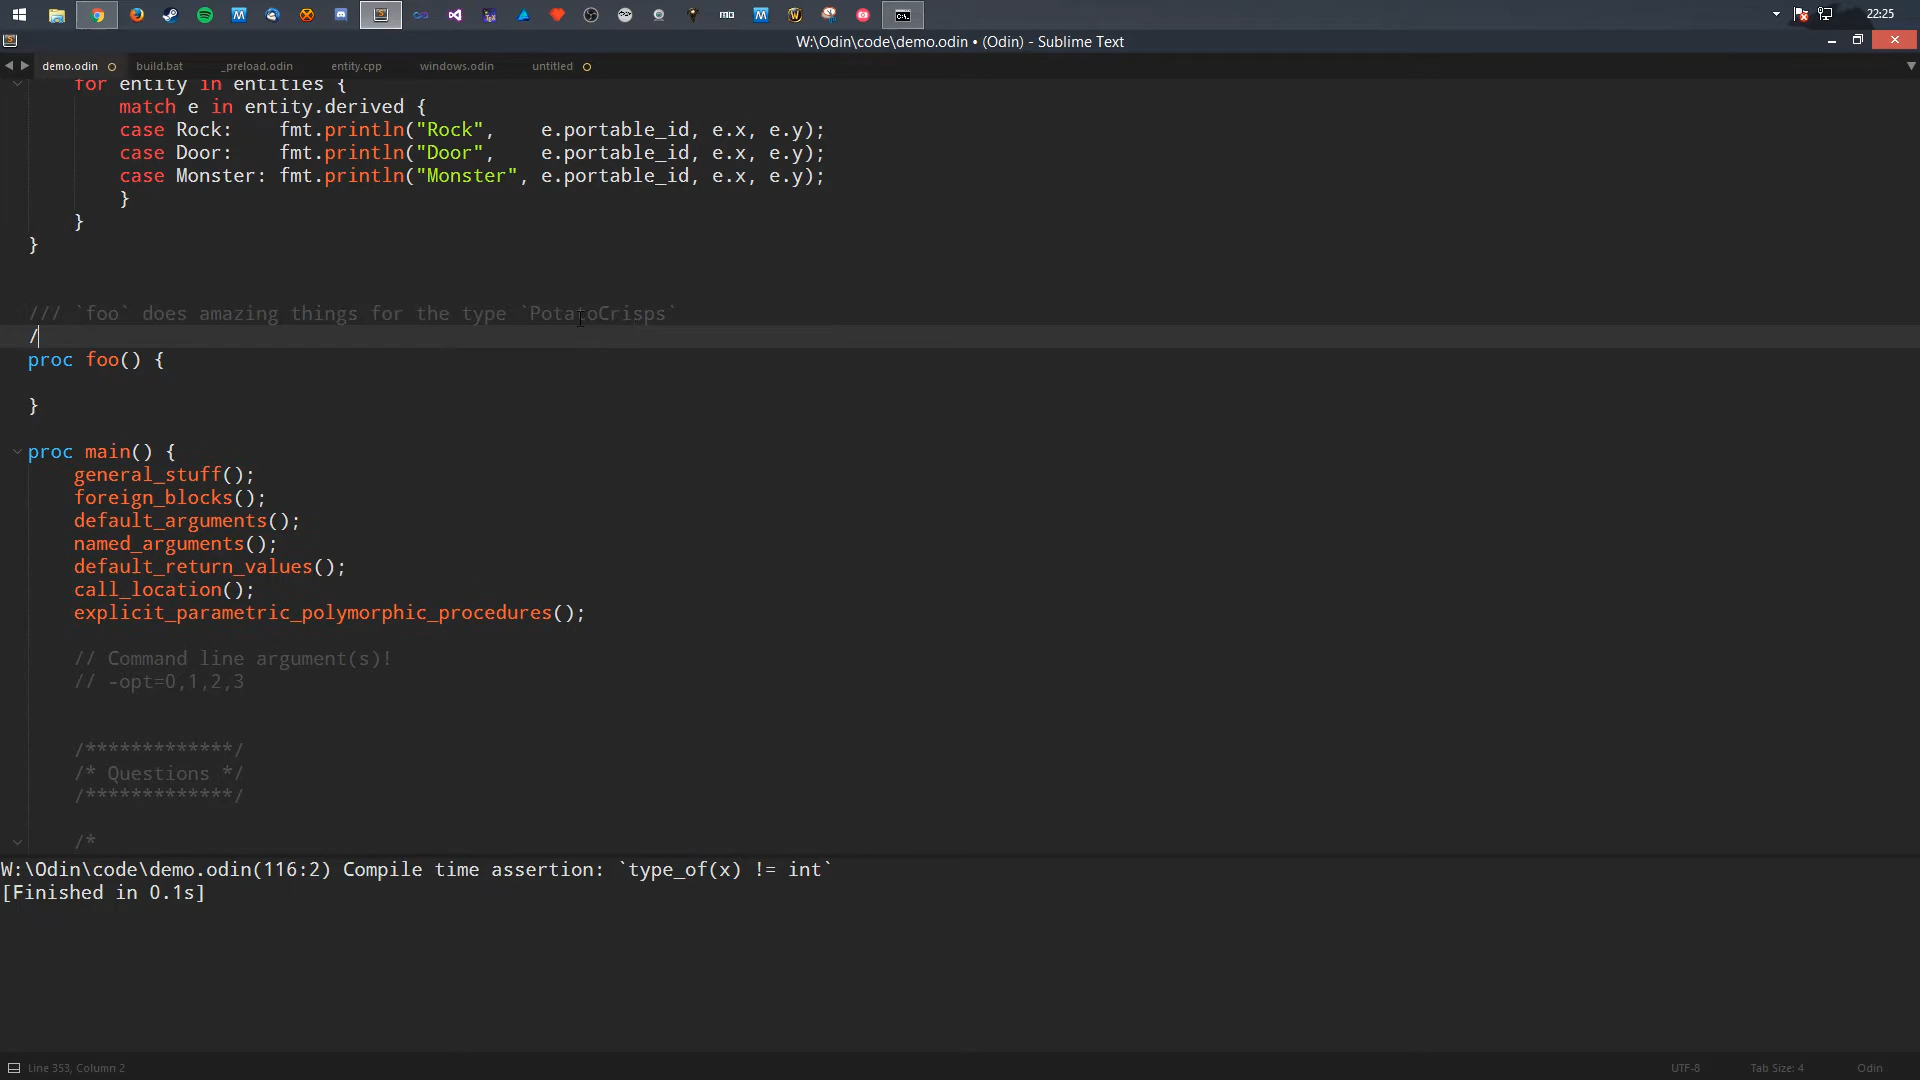 22:25
W:\Odin\code\demo.odin • (Odin) - Sublime Text
demo.odin build.bat _preload.odin entity.cpp windows.odin untitled
for entity in entities {
match e in entity.derived {
case Rock: fmt.println("Rock", e.portable_id, e.x, e.y);
case Door: fmt.println("Door", e.portable_id, e.x, e.y);
case Monster: fmt.println("Monster", e.portable_id, e.x, e.y);
}
}
}
/// `foo` does amazing things for the type `PotatoCrisps`
/
proc foo() {
}
proc main() {
general_stuff();
foreign_blocks();
default_arguments();
named_arguments();
default_return_values();
call_location();
explicit_parametric_polymorphic_procedures();
// Command line argument(s)!
// -opt=0,1,2,3
/*************/
/* Questions */
/*************/
/*
W:\Odin\code\demo.odin(116:2) Compile time assertion: `type_of(x) != int`
[Finished in 0.1s]
Line 353, Column 2 UTF-8 Tab Size: 4 Odin